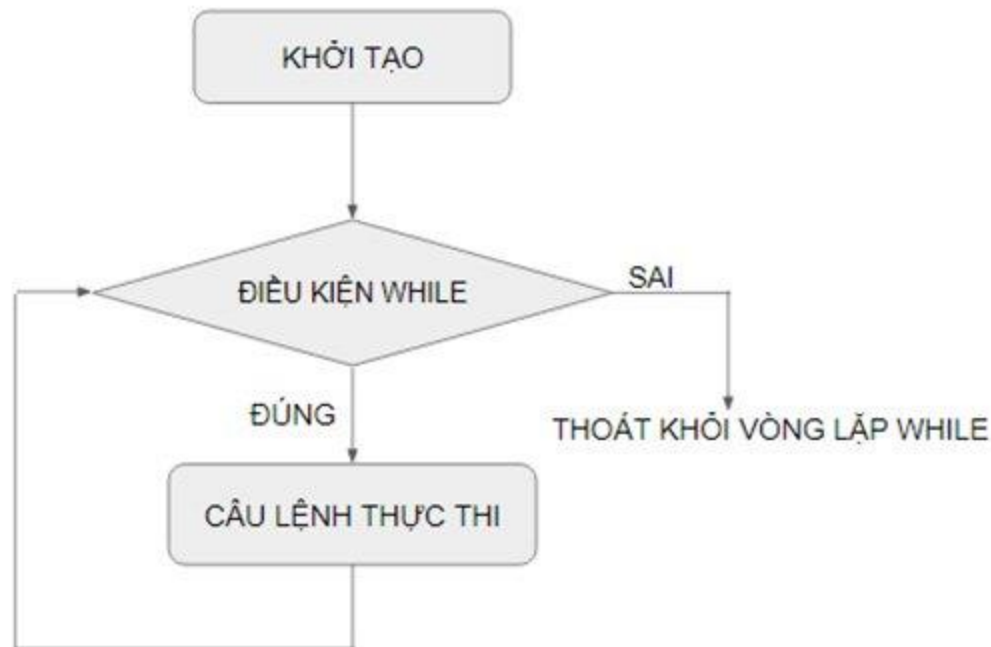 KHỞI TẠO
ĐIỀU KIỆN WHILE
SAI
ĐÚNG
THOÁT KHỎI VÒNG LẶP WHILE
CÂU LỆNH THỰC THI